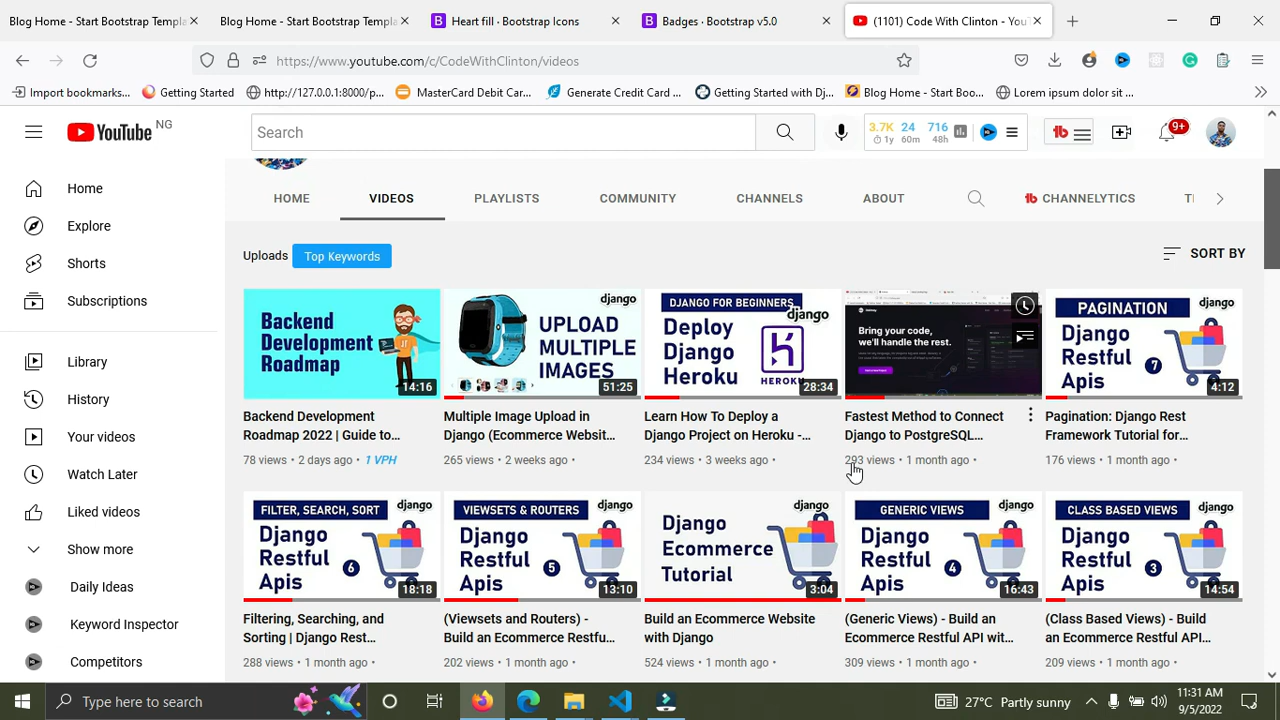 Blog Home - Start Bootstrap Templa
Blog Home - Start Bootstrap Templa
Heart fill · Bootstrap Icons
Badges · Bootstrap v5.0
(1101) Code With Clinton - YouT
https://www.youtube.com/c/CodeWithClinton/videos
Import bookmarks...
Getting Started
http://127.0.0.1:8000/p...
MasterCard Debit Car...
Generate Credit Card ...
Getting Started with Dj...
Blog Home - Start Boo...
Lorem ipsum dolor sit ...
YouTube NG
Search
3.7K 24 716
1y 60m 48h
9+
Home
Explore
Shorts
Subscriptions
Library
History
Your videos
Watch Later
Liked videos
Show more
Daily Ideas
Keyword Inspector
Competitors
HOME VIDEOS PLAYLISTS COMMUNITY CHANNELS ABOUT CHANNELYTICS
Uploads Top Keywords SORT BY
Backend
Development
Roadmap
14:16
Backend Development
Roadmap 2022 | Guide to...
78 views • 2 days ago • 1 VPH
django
UPLOAD
MULTIPLE
IMAGES
51:25
Multiple Image Upload in
Django (Ecommerce Websit...
265 views • 2 weeks ago •
DJANGO FOR BEGINNERS
django
Deploy
Django
Heroku
HEROKU
28:34
Learn How To Deploy a
Django Project on Heroku -...
234 views • 3 weeks ago •
Bring your code,
we'll handle the rest.
Fastest Method to Connect
Django to PostgreSQL...
293 views • 1 month ago •
PAGINATION
django
Django
Restful
Apis
7
4:12
Pagination: Django Rest
Framework Tutorial for...
176 views • 1 month ago •
FILTER, SEARCH, SORT
django
Django
Restful
Apis
6
18:18
Filtering, Searching, and
Sorting | Django Rest...
288 views • 1 month ago •
VIEWSETS & ROUTERS
django
Django
Restful
Apis
5
13:10
(Viewsets and Routers) -
Build an Ecommerce Restfu...
202 views • 1 month ago •
django
Django
Ecommerce
Tutorial
3:04
Build an Ecommerce Website
with Django
524 views • 1 month ago •
GENERIC VIEWS
django
Django
Restful
Apis
4
16:43
(Generic Views) - Build an
Ecommerce Restful API wit...
309 views • 1 month ago •
CLASS BASED VIEWS
django
Django
Restful
Apis
3
14:54
(Class Based Views) - Build
an Ecommerce Restful API...
209 views • 1 month ago •
Type here to search
27°C Partly sunny
11:31 AM
9/5/2022